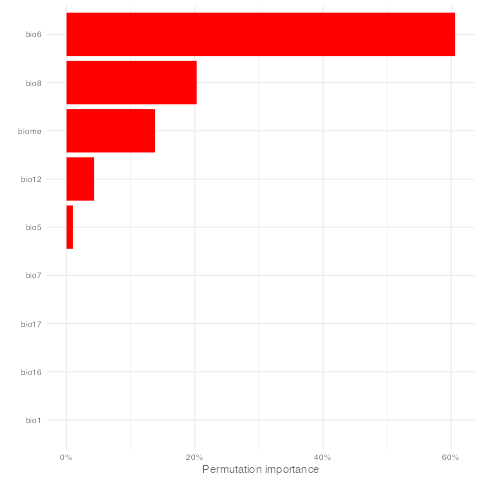 bio6
bio8
biome
bio12
bio5
bio7
bio17
bio16
bio1
0% 20% 40% 60%
Permutation importance